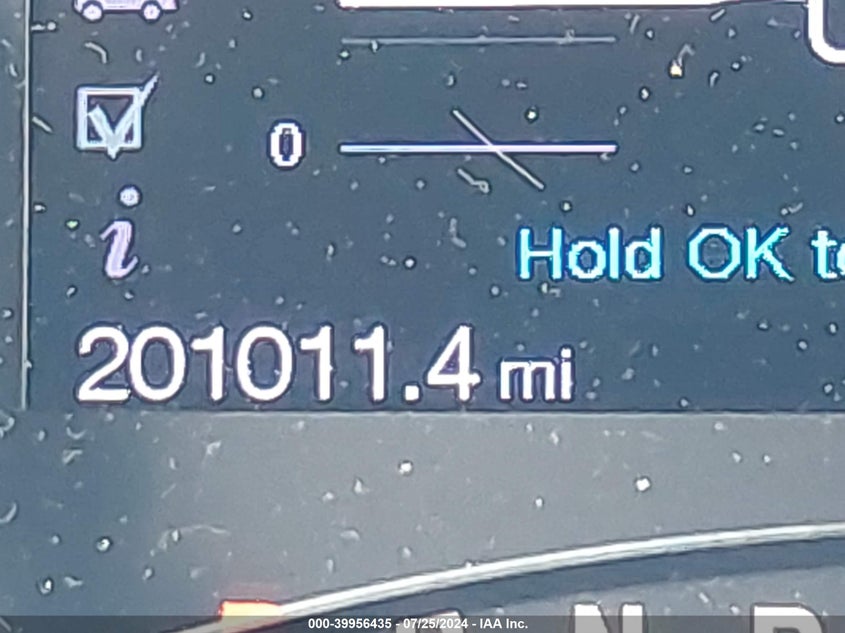 0
Hold OK
201011.4 mi
N D
000-39956435 - 07/25/2024 - IAA Inc.